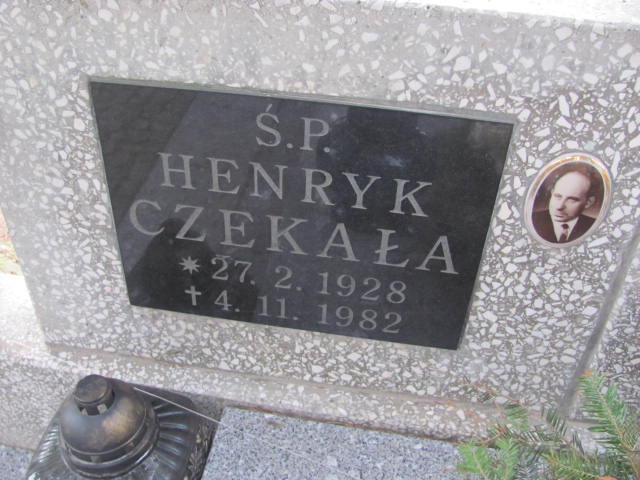 Ś.P.
HENRYK
CZEKAŁA
* 27. 2. 1928
✝ 4. 11. 1982